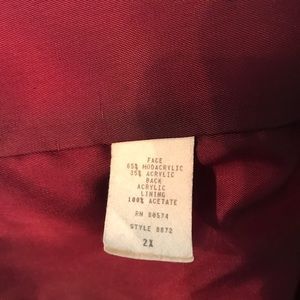 FACE
65% MODACRYLIC
35% ACRYLIC
BACK
ACRYLIC
LINING
100% ACETATE
RN 80574
STYLE 8872
2X